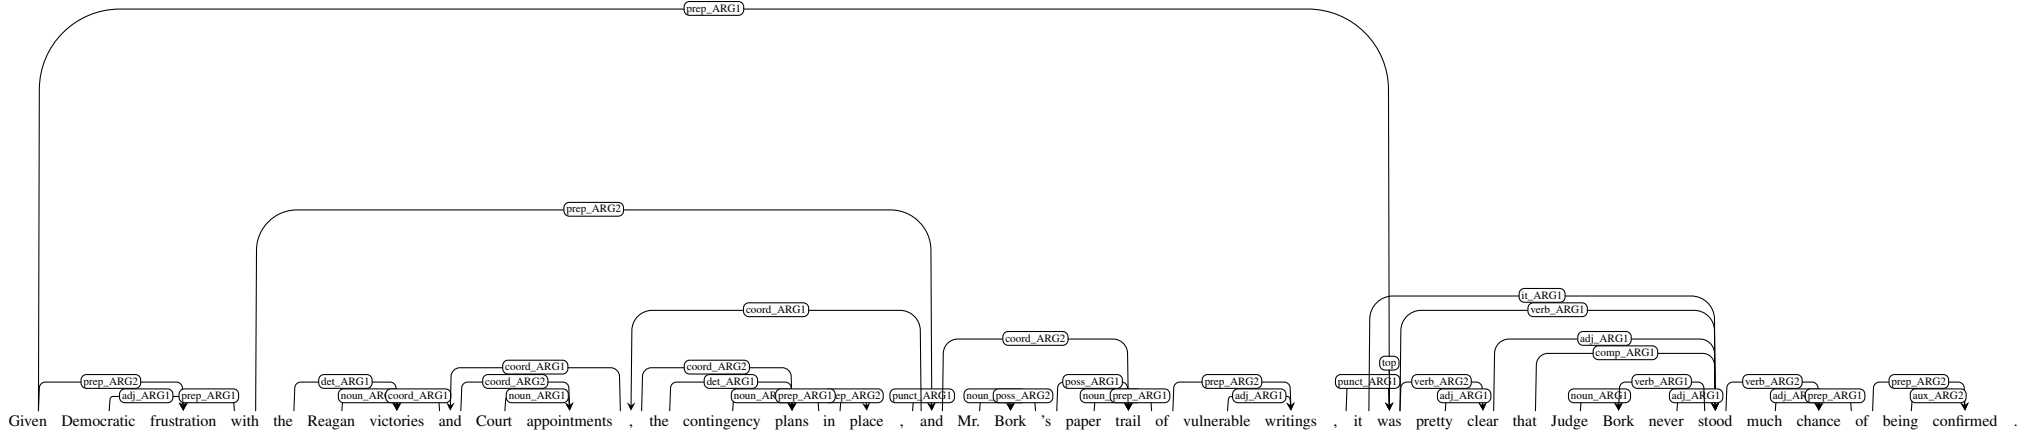 prep_ARG1
prep_ARG2
it_ARG1
coord_ARG1 verb_ARG1
coord_ARG2 adj_ARG1
comp_ARG1
coord_ARG1 coord_ARG2 top
prep_ARG2 det_ARG1 coord_ARG2 det_ARG1 poss_ARG1 prep_ARG2 punct_ARG1 verb_ARG2 verb_ARG1 verb_ARG2 prep_ARG2
adj_ARG1 prep_ARG1 coord_ARG1 noun_ARG1 prep_ARG1 punct_ARG1 poss_ARG2 prep_ARG1 adj_ARG1 adj_ARG1 noun_ARG1 adj_ARG1 prep_ARG1 aux_ARG2
Given Democratic frustration with the Reagan victories and Court appointments , the contingency plans in place , and Mr. Bork 's paper trail of vulnerable writings , it was pretty clear that Judge Bork never stood much chance of being confirmed .